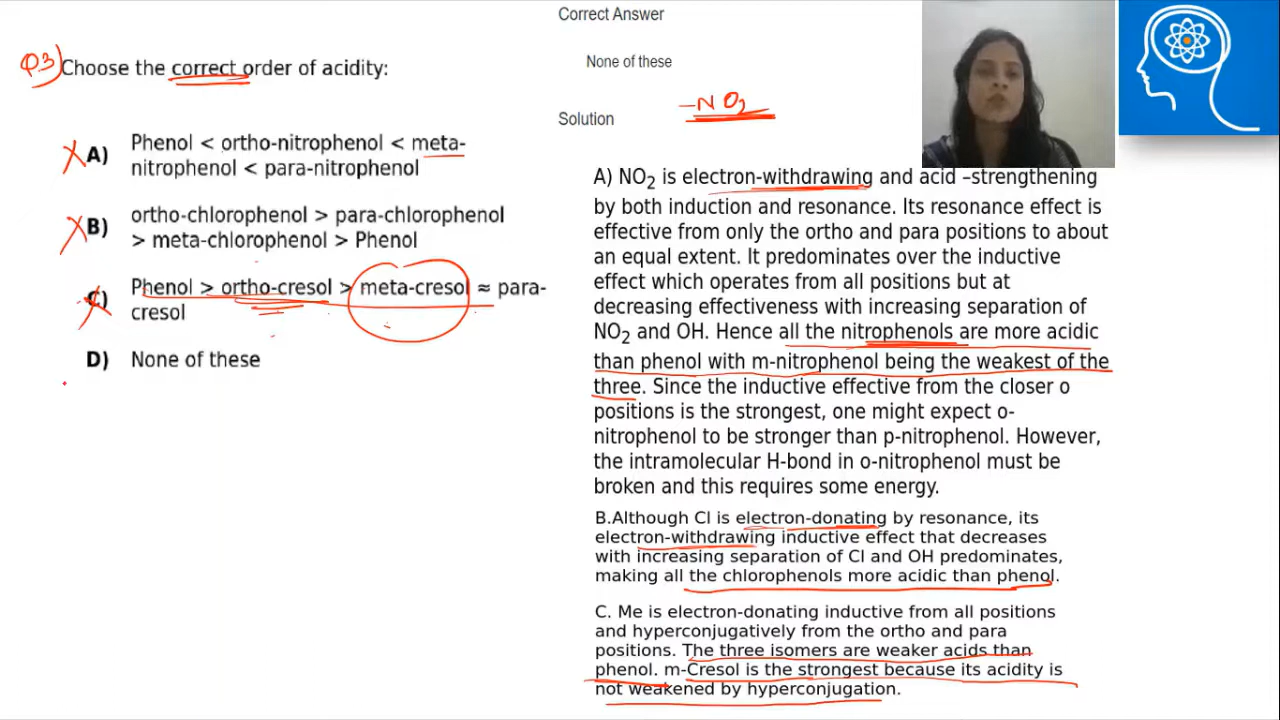 Q3) Choose the correct order of acidity:
A) Phenol < ortho-nitrophenol < meta-
nitrophenol < para-nitrophenol
B) ortho-chlorophenol > para-chlorophenol
> meta-chlorophenol > Phenol
C) Phenol > ortho-cresol > meta-cresol ≈ para-
cresol
D) None of these
Correct Answer
None of these
–NO2
Solution
A) NO2 is electron-withdrawing and acid –strengthening
by both induction and resonance. Its resonance effect is
effective from only the ortho and para positions to about
an equal extent. It predominates over the inductive
effect which operates from all positions but at
decreasing effectiveness with increasing separation of
NO2 and OH. Hence all the nitrophenols are more acidic
than phenol with m-nitrophenol being the weakest of the
three. Since the inductive effective from the closer o
positions is the strongest, one might expect o-
nitrophenol to be stronger than p-nitrophenol. However,
the intramolecular H-bond in o-nitrophenol must be
broken and this requires some energy.
B.Although Cl is electron-donating by resonance, its
electron-withdrawing inductive effect that decreases
with increasing separation of Cl and OH predominates,
making all the chlorophenols more acidic than phenol.
C. Me is electron-donating inductive from all positions
and hyperconjugatively from the ortho and para
positions. The three isomers are weaker acids than
phenol. m-Cresol is the strongest because its acidity is
not weakened by hyperconjugation.